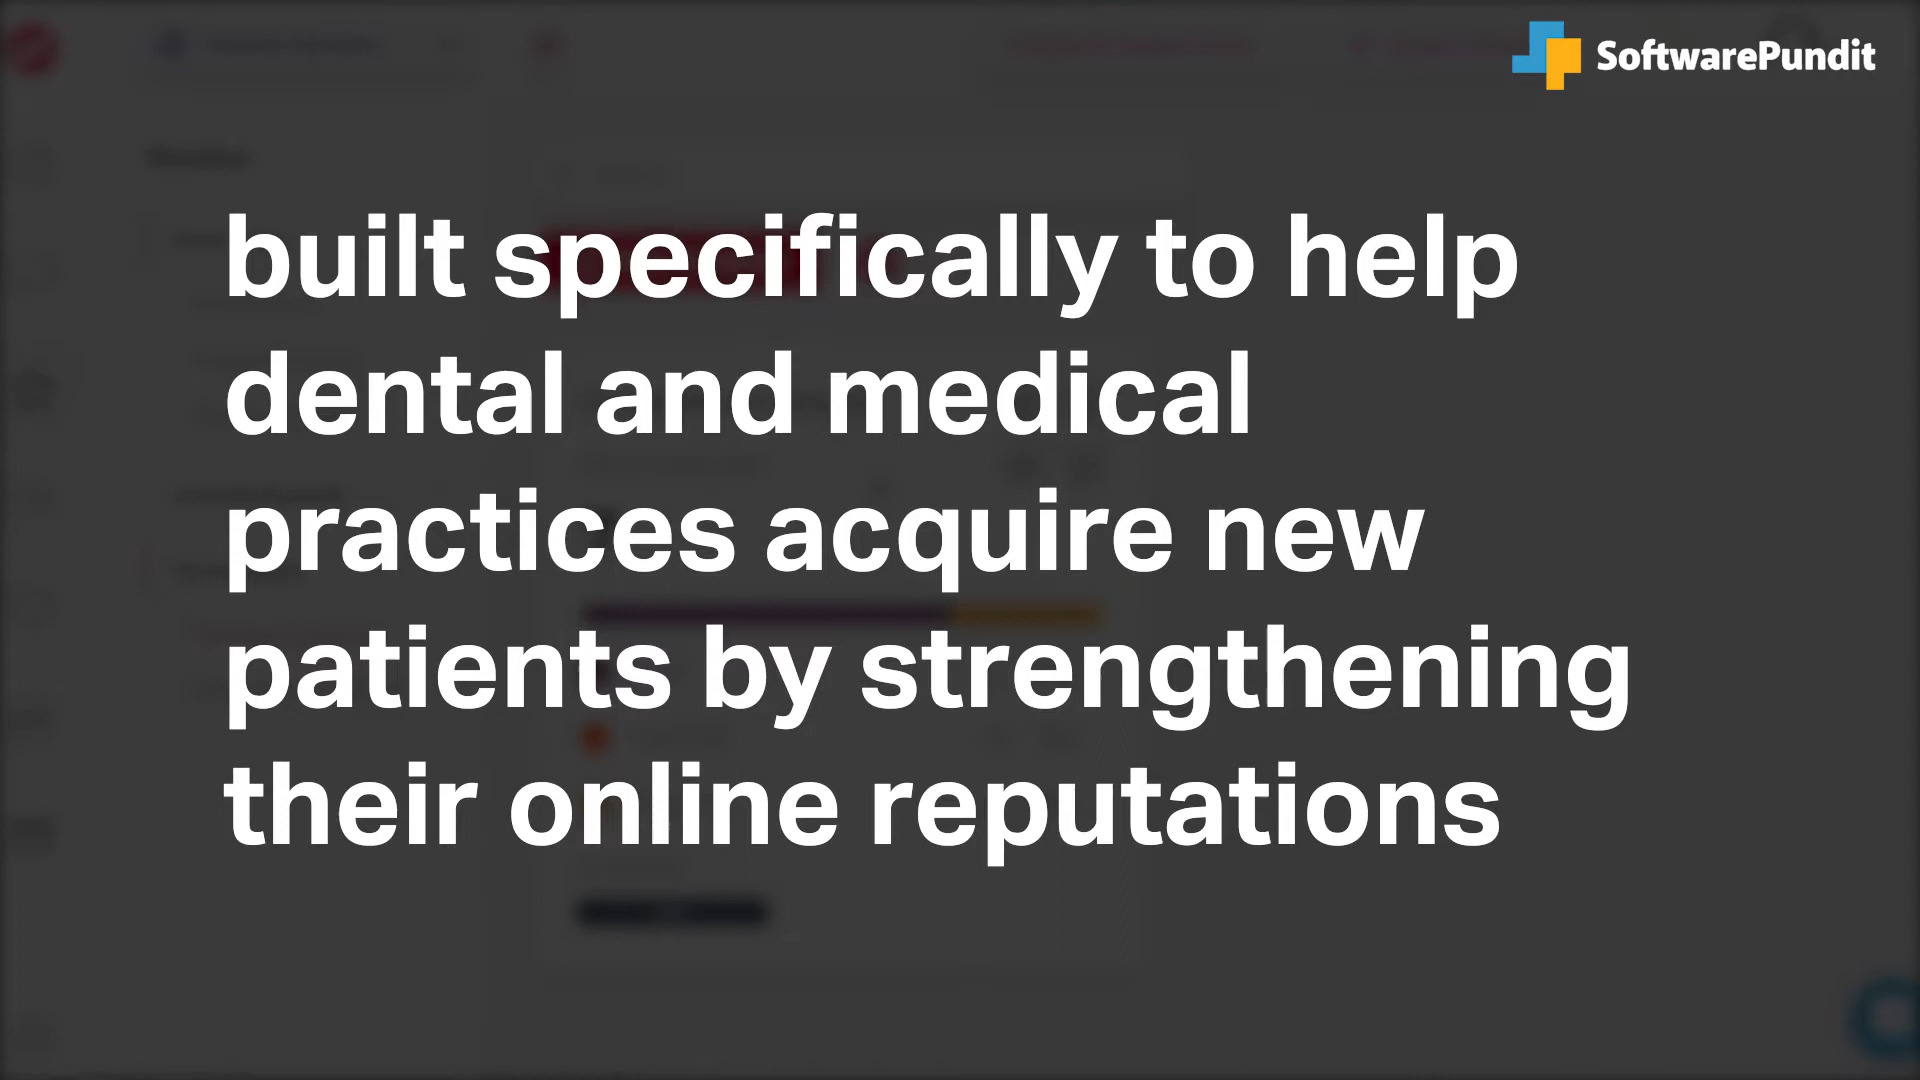 SoftwarePundit
built specifically to help
dental and medical
practices acquire new
patients by strengthening
their online reputations